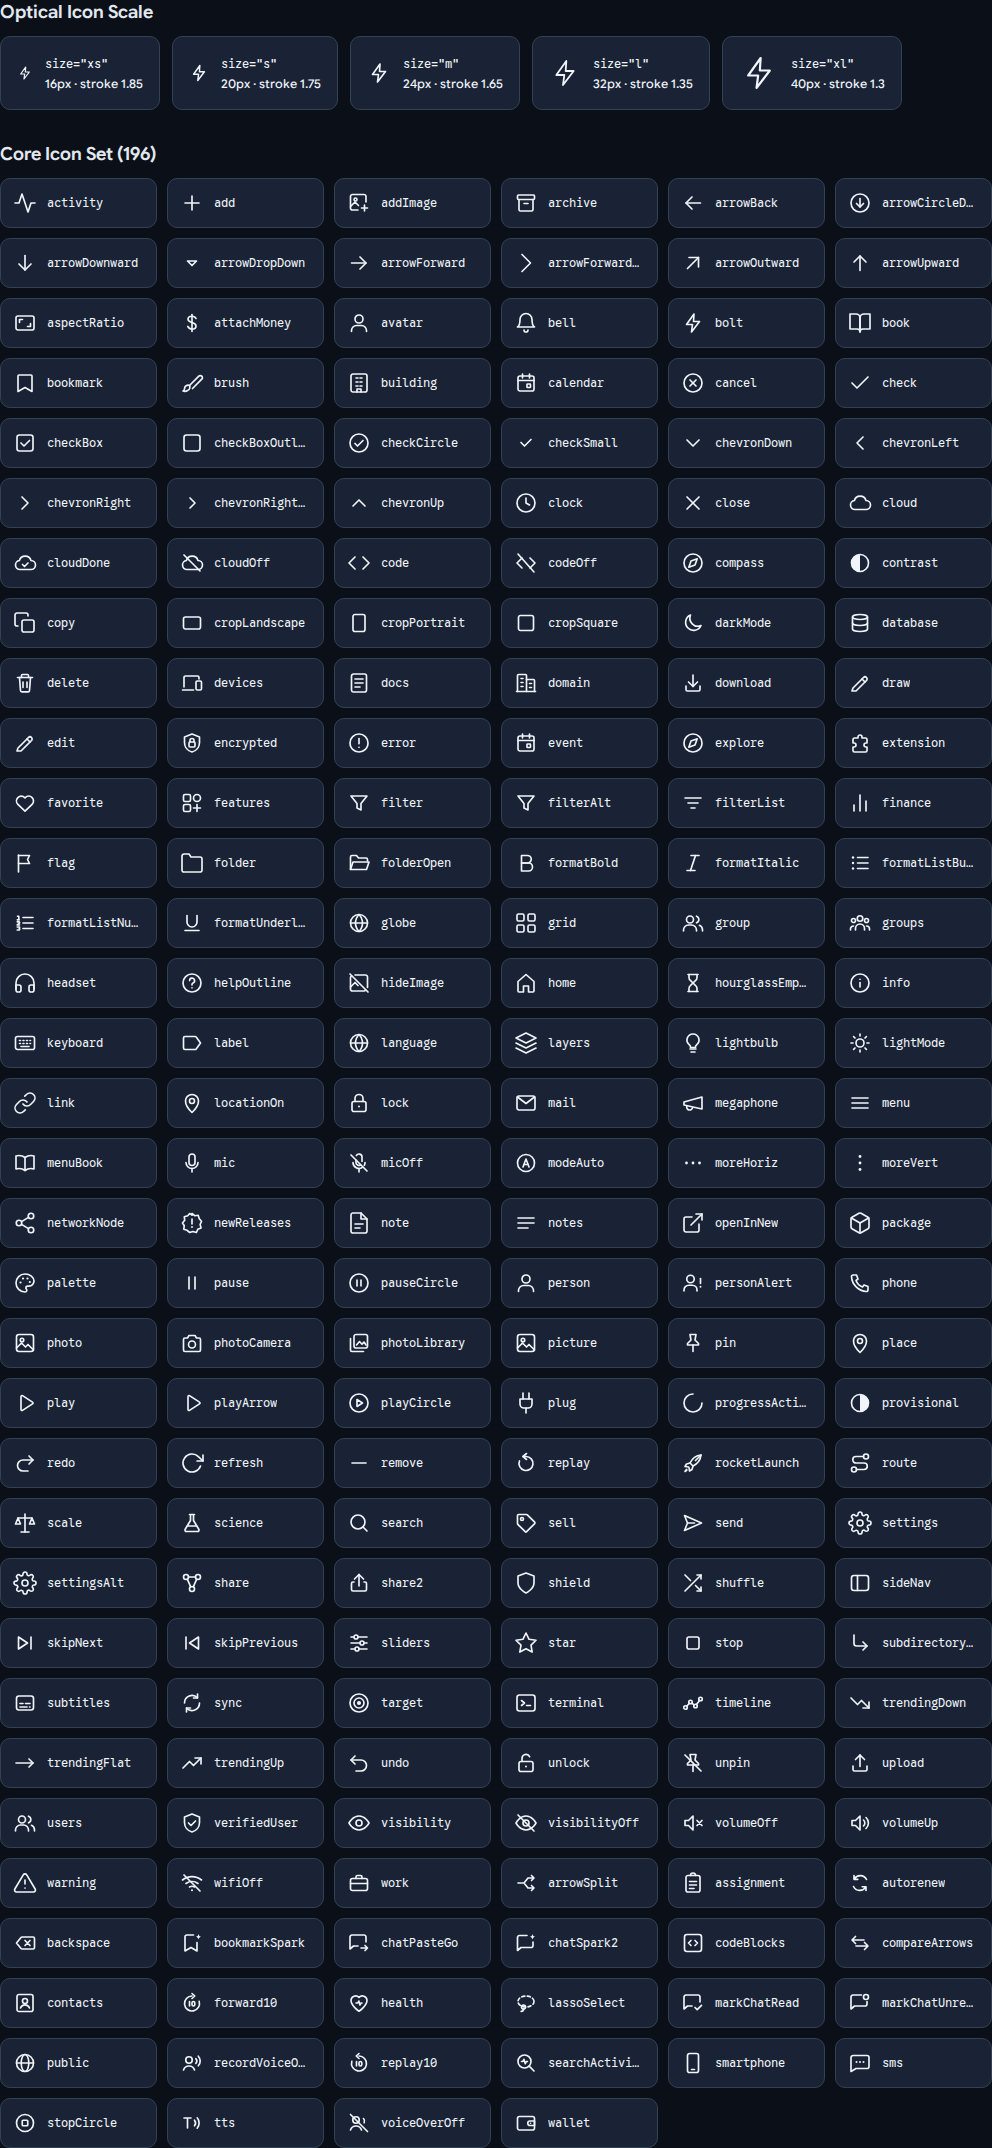 Optical Icon Scale
size="xs"
16px · stroke 1.85
size="s"
20px · stroke 1.75
size="m"
24px · stroke 1.65
size="l"
32px · stroke 1.35
size="xl"
40px · stroke 1.3
Core Icon Set (196)
activity add addImage archive arrowBack arrowCircleD…
arrowDownward arrowDropDown arrowForward arrowForward… arrowOutward arrowUpward
aspectRatio attachMoney avatar bell bolt book
bookmark brush building calendar cancel check
checkBox checkBoxOutl… checkCircle checkSmall chevronDown chevronLeft
chevronRight chevronRight… chevronUp clock close cloud
cloudDone cloudOff code codeOff compass contrast
copy cropLandscape cropPortrait cropSquare darkMode database
delete devices docs domain download draw
edit encrypted error event explore extension
favorite features filter filterAlt filterList finance
flag folder folderOpen formatBold formatItalic formatListBu…
formatListNu… formatUnderl… globe grid group groups
headset helpOutline hideImage home hourglassEmp… info
keyboard label language layers lightbulb lightMode
link locationOn lock mail megaphone menu
menuBook mic micOff modeAuto moreHoriz moreVert
networkNode newReleases note notes openInNew package
palette pause pauseCircle person personAlert phone
photo photoCamera photoLibrary picture pin place
play playArrow playCircle plug progressActi… provisional
redo refresh remove replay rocketLaunch route
scale science search sell send settings
settingsAlt share share2 shield shuffle sideNav
skipNext skipPrevious sliders star stop subdirectory…
subtitles sync target terminal timeline trendingDown
trendingFlat trendingUp undo unlock unpin upload
users verifiedUser visibility visibilityOff volumeOff volumeUp
warning wifiOff work arrowSplit assignment autorenew
backspace bookmarkSpark chatPasteGo chatSpark2 codeBlocks compareArrows
contacts forward10 health lassoSelect markChatRead markChatUnre…
public recordVoiceO… replay10 searchActivi… smartphone sms
stopCircle tts voiceOverOff wallet